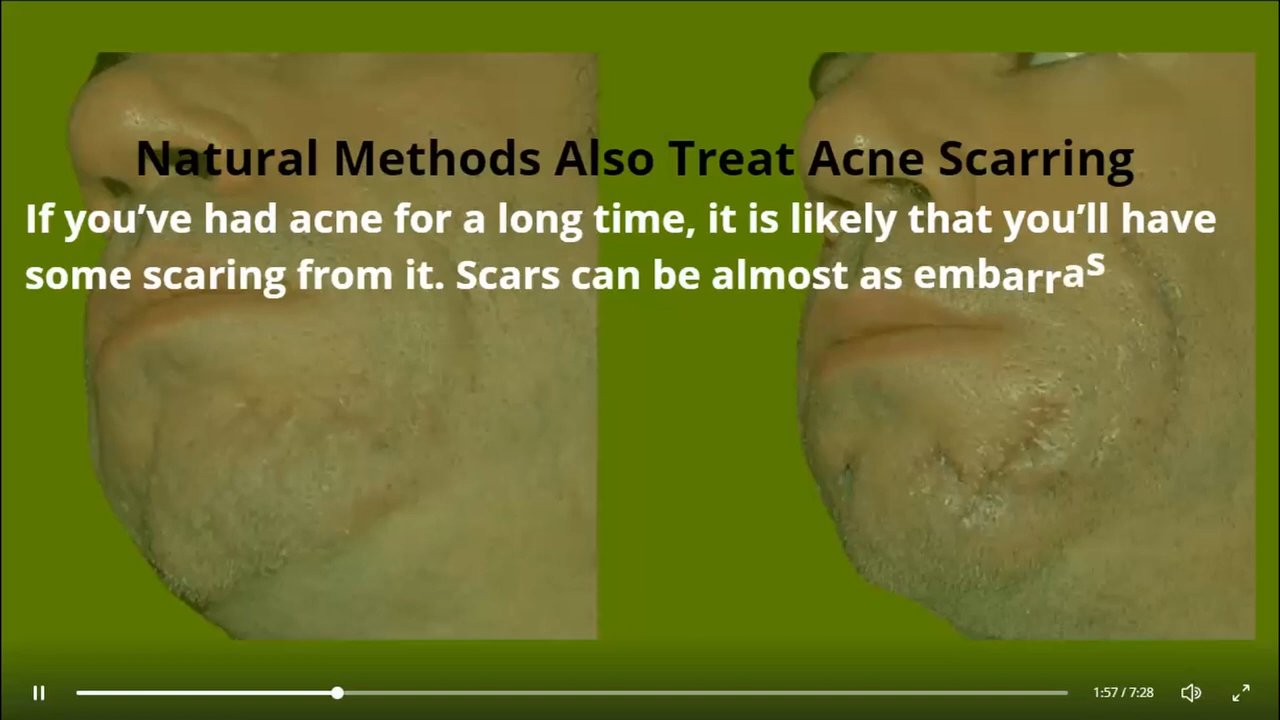 Natural Methods Also Treat Acne Scarring
If you’ve had acne for a long time, it is likely that you’ll have
some scaring from it. Scars can be almost as embarras
1:57 / 7:28